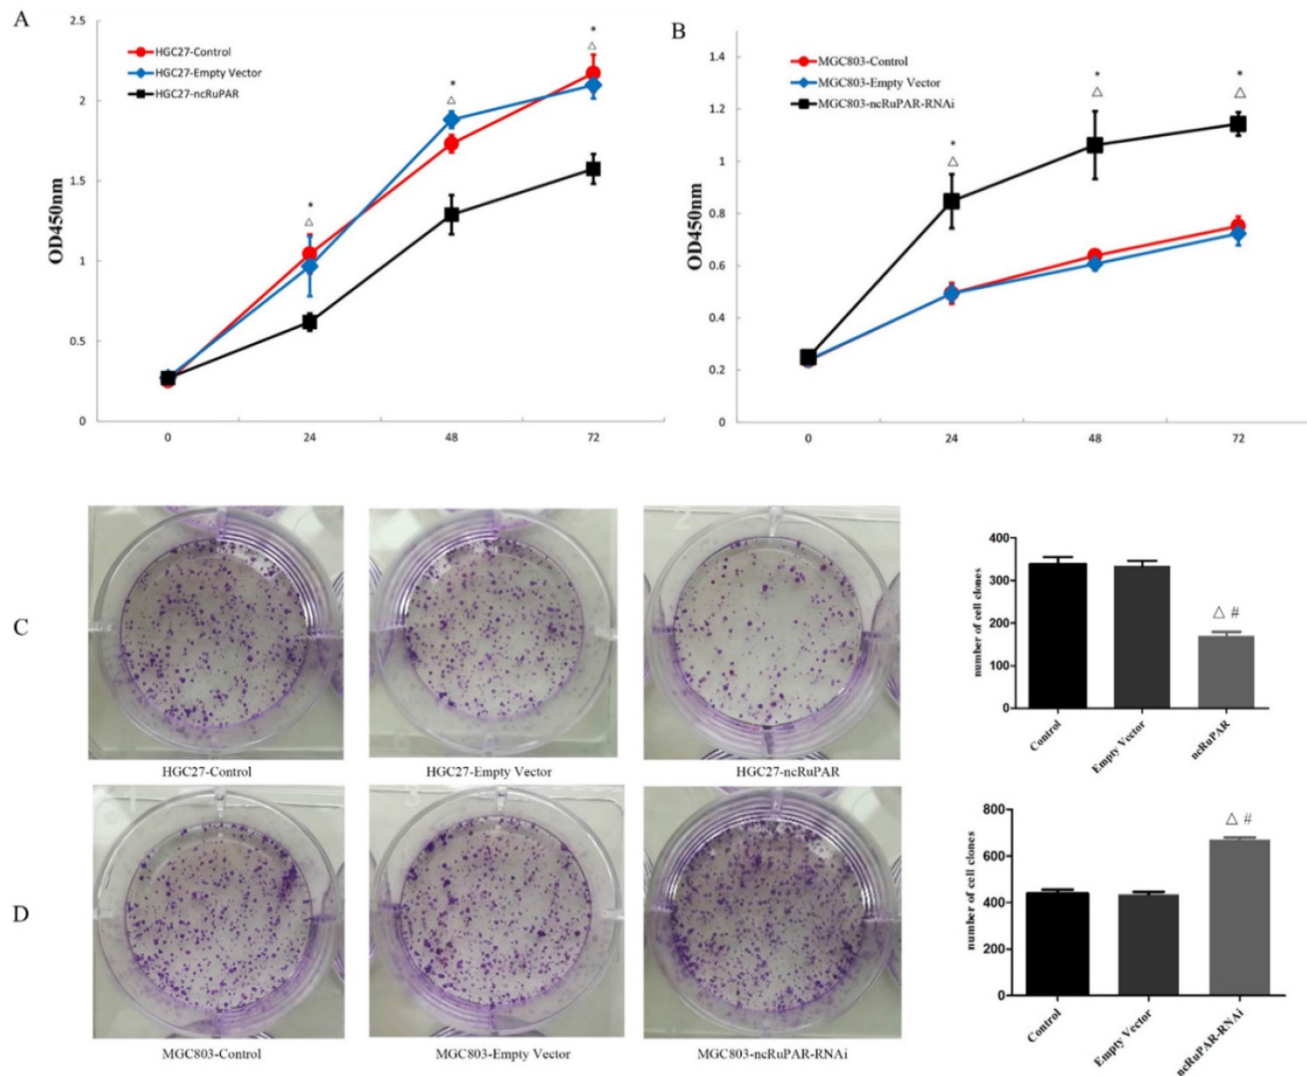 A
2.5
2
1.5
1
0.5
0
OD450nm
HGC27-Control
HGC27-Empty Vector
HGC27-ncRuPAR
*
△
*
△
*
△
0 24 48 72
B
1.4
1.2
1
0.8
0.6
0.4
0.2
0
OD450nm
MGC803-Control
MGC803-Empty Vector
MGC803-ncRuPAR-RNAi
*
△
*
△
*
△
0 24 48 72
C
HGC27-Control
HGC27-Empty Vector
HGC27-ncRuPAR
400
300
200
100
0
number of cell clones
△ #
Control
Empty Vector
ncRuPAR
D
MGC803-Control
MGC803-Empty Vector
MGC803-ncRuPAR-RNAi
800
600
400
200
0
number of cell clones
△ #
Control
Empty Vector
ncRuPAR-RNAi